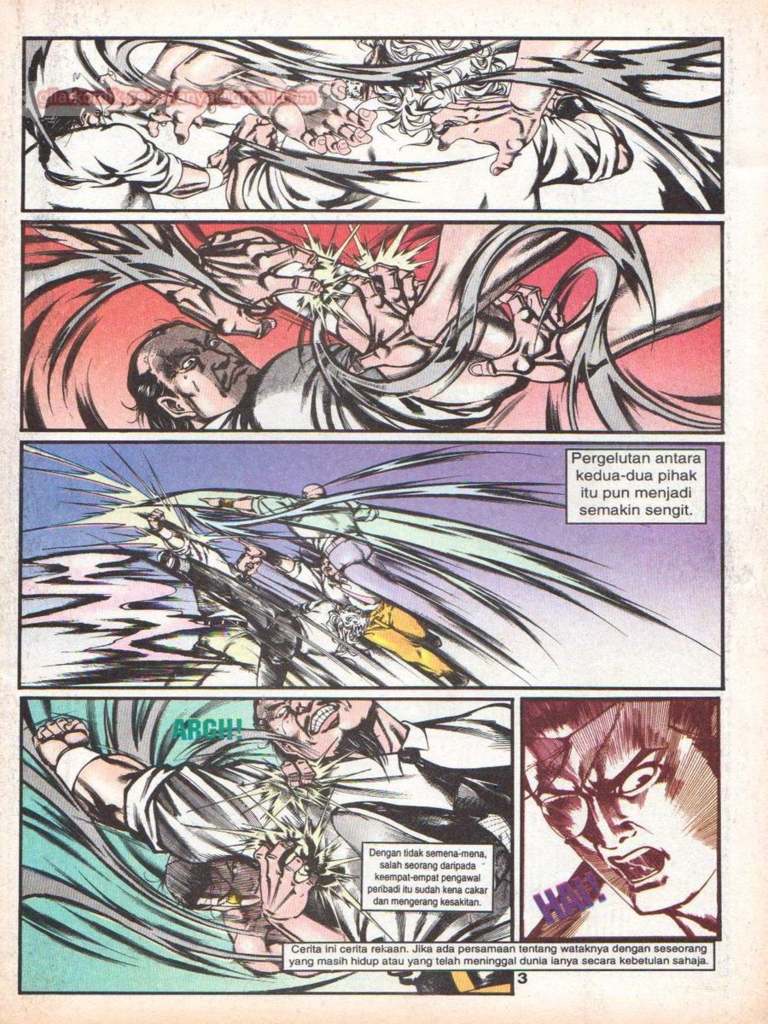 Pergelutan antara
kedua-dua pihak
itu pun menjadi
semakin sengit.
ARGH!
Dengan tidak semena-mena,
salah seorang daripada
keempat-empat pengawal
peribadi itu sudah kena cakar
dan mengerang kesakitan.
HAH!
Cerita ini cerita rekaan. Jika ada persamaan tentang wataknya dengan seseorang
yang masih hidup atau yang telah meninggal dunia ianya secara kebetulan sahaja.
3